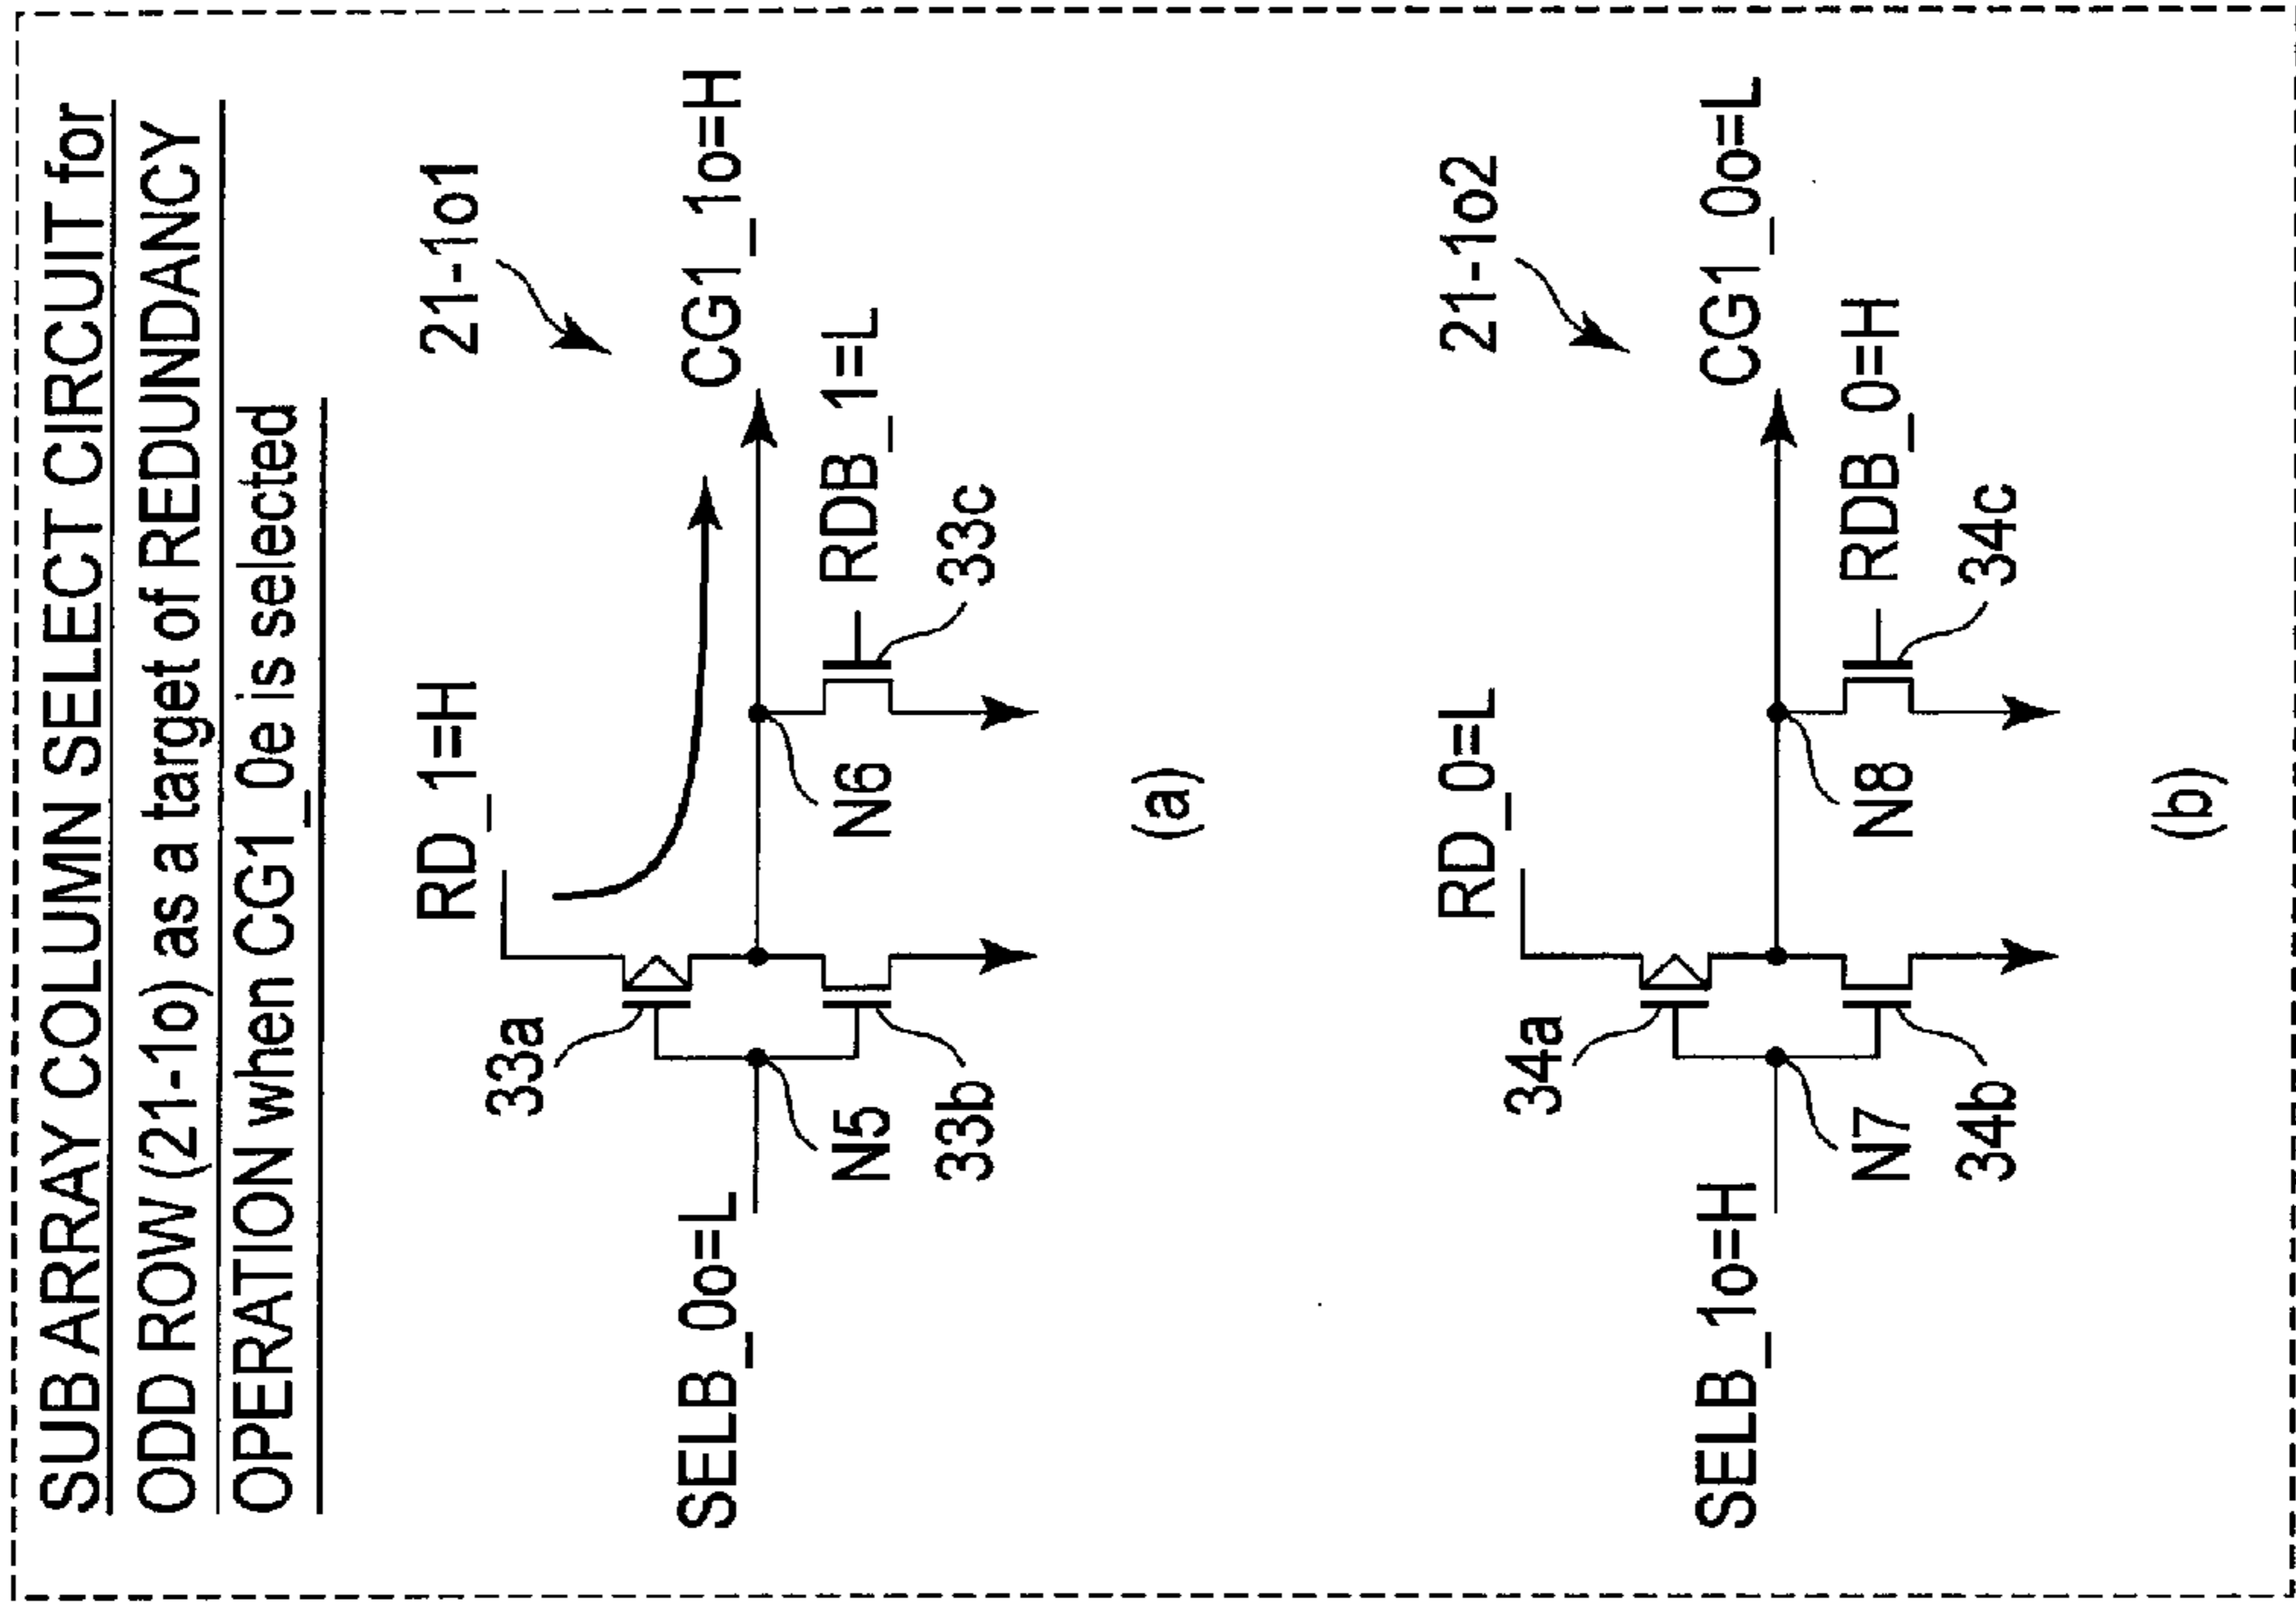 SUB ARRAY COLUMN SELECT CIRCUIT for
ODD ROW (21-1o) as a target of REDUNDANCY
OPERATION when CG1_0e is selected
RD_1=H
21-1o1
33a
SELB_0o=L
CG1_1o=H
N5
N6
RDB_1=L
33b
33c
(a)
RD_0=L
21-1o2
34a
SELB_1o=H
CG1_0o=L
N7
N8
RDB_0=H
34b
34c
(b)